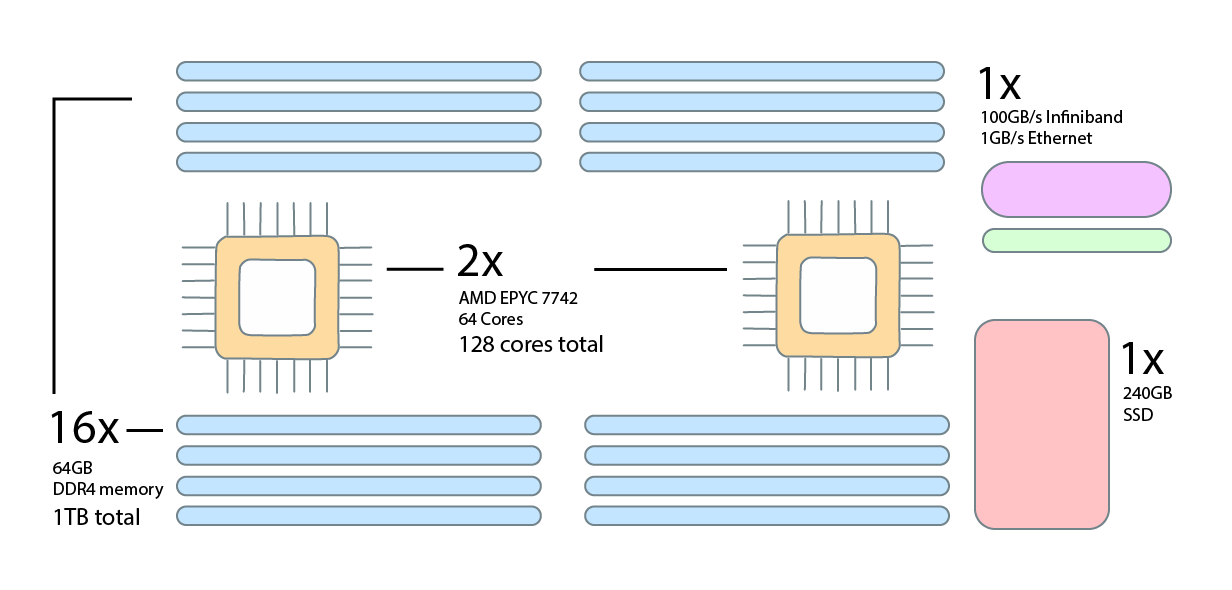 1x
100GB/s Infiniband
1GB/s Ethernet
2x
AMD EPYC 7742
64 Cores
128 cores total
1x
240GB
SSD
16x
64GB
DDR4 memory
1TB total